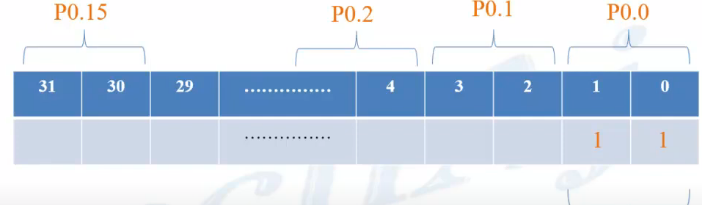 P0.15 P0.2 P0.1 P0.0
31 30 29 ............... 4 3 2 1 0
............... 1 1